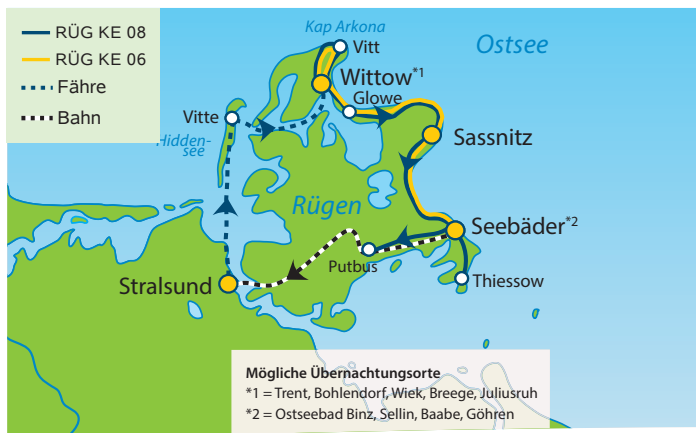 RÜG KE 08
RÜG KE 06
Fähre
Bahn
Kap Arkona
Vitt
Ostsee
Wittow*1
Glowe
Vitte
Hidden-
see
Sassnitz
Rügen
Seebäder*2
Putbus
Thiessow
Stralsund
Mögliche Übernachtungsorte
*1 = Trent, Bohlendorf, Wiek, Breege, Juliusruh
*2 = Ostseebad Binz, Sellin, Baabe, Göhren